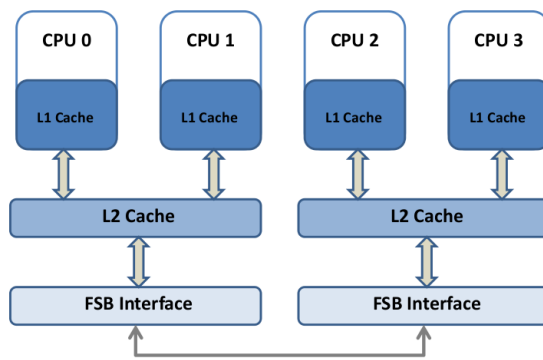 CPU 0
CPU 1
CPU 2
CPU 3
L1 Cache
L1 Cache
L1 Cache
L1 Cache
L2 Cache
L2 Cache
FSB Interface
FSB Interface